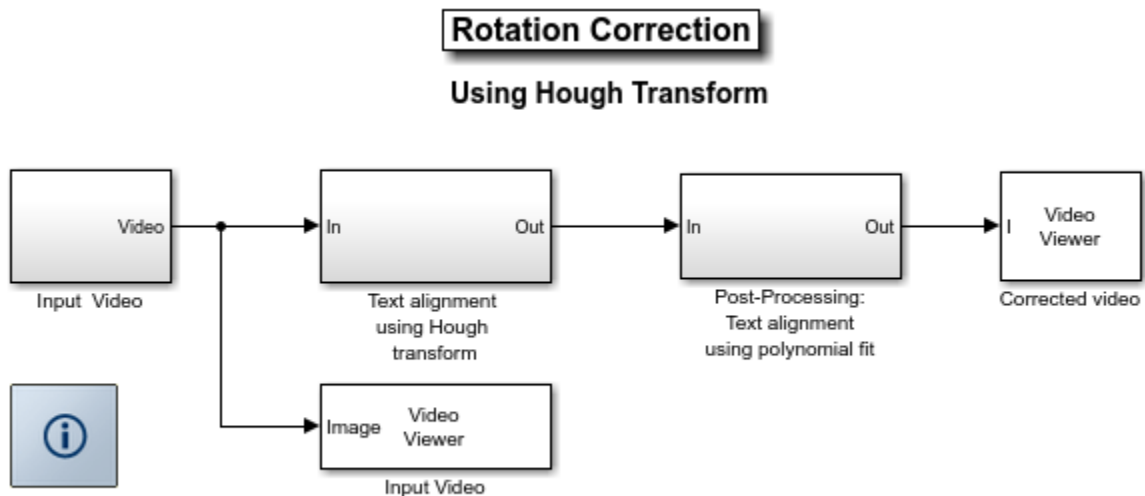 Rotation Correction
Using Hough Transform
Video
In
Out
In
Out
I
Video
Viewer
Input  Video
Text alignment
using Hough
transform
Post-Processing:
Text alignment
using polynomial fit
Corrected video
Image
Video
Viewer
Input Video